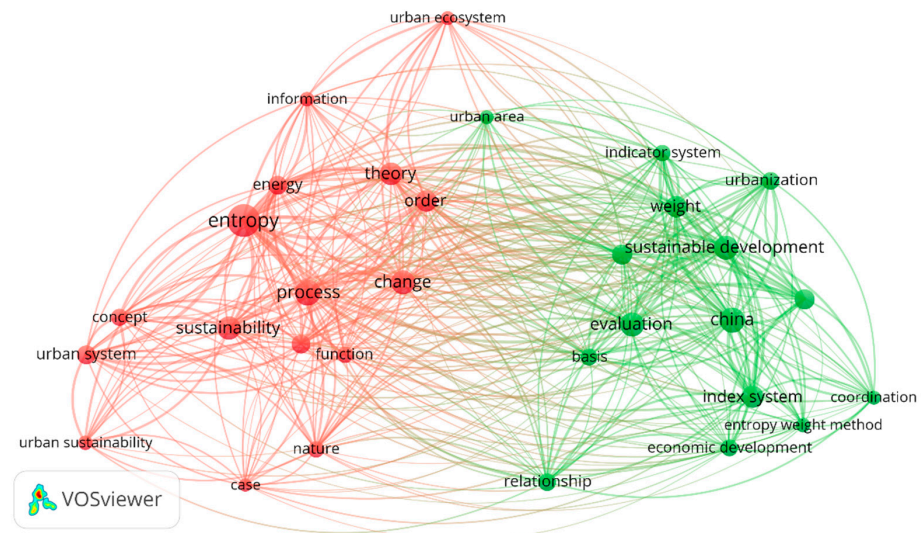 urban ecosystem
information
urban area
indicator system
theory
energy
urbanization
order
weight
entropy
sustainable development
change
process
concept
sustainability
evaluation
china
urban system
function
basis
index system
coordination
entropy weight method
urban sustainability
nature
economic development
case
relationship
VOSviewer